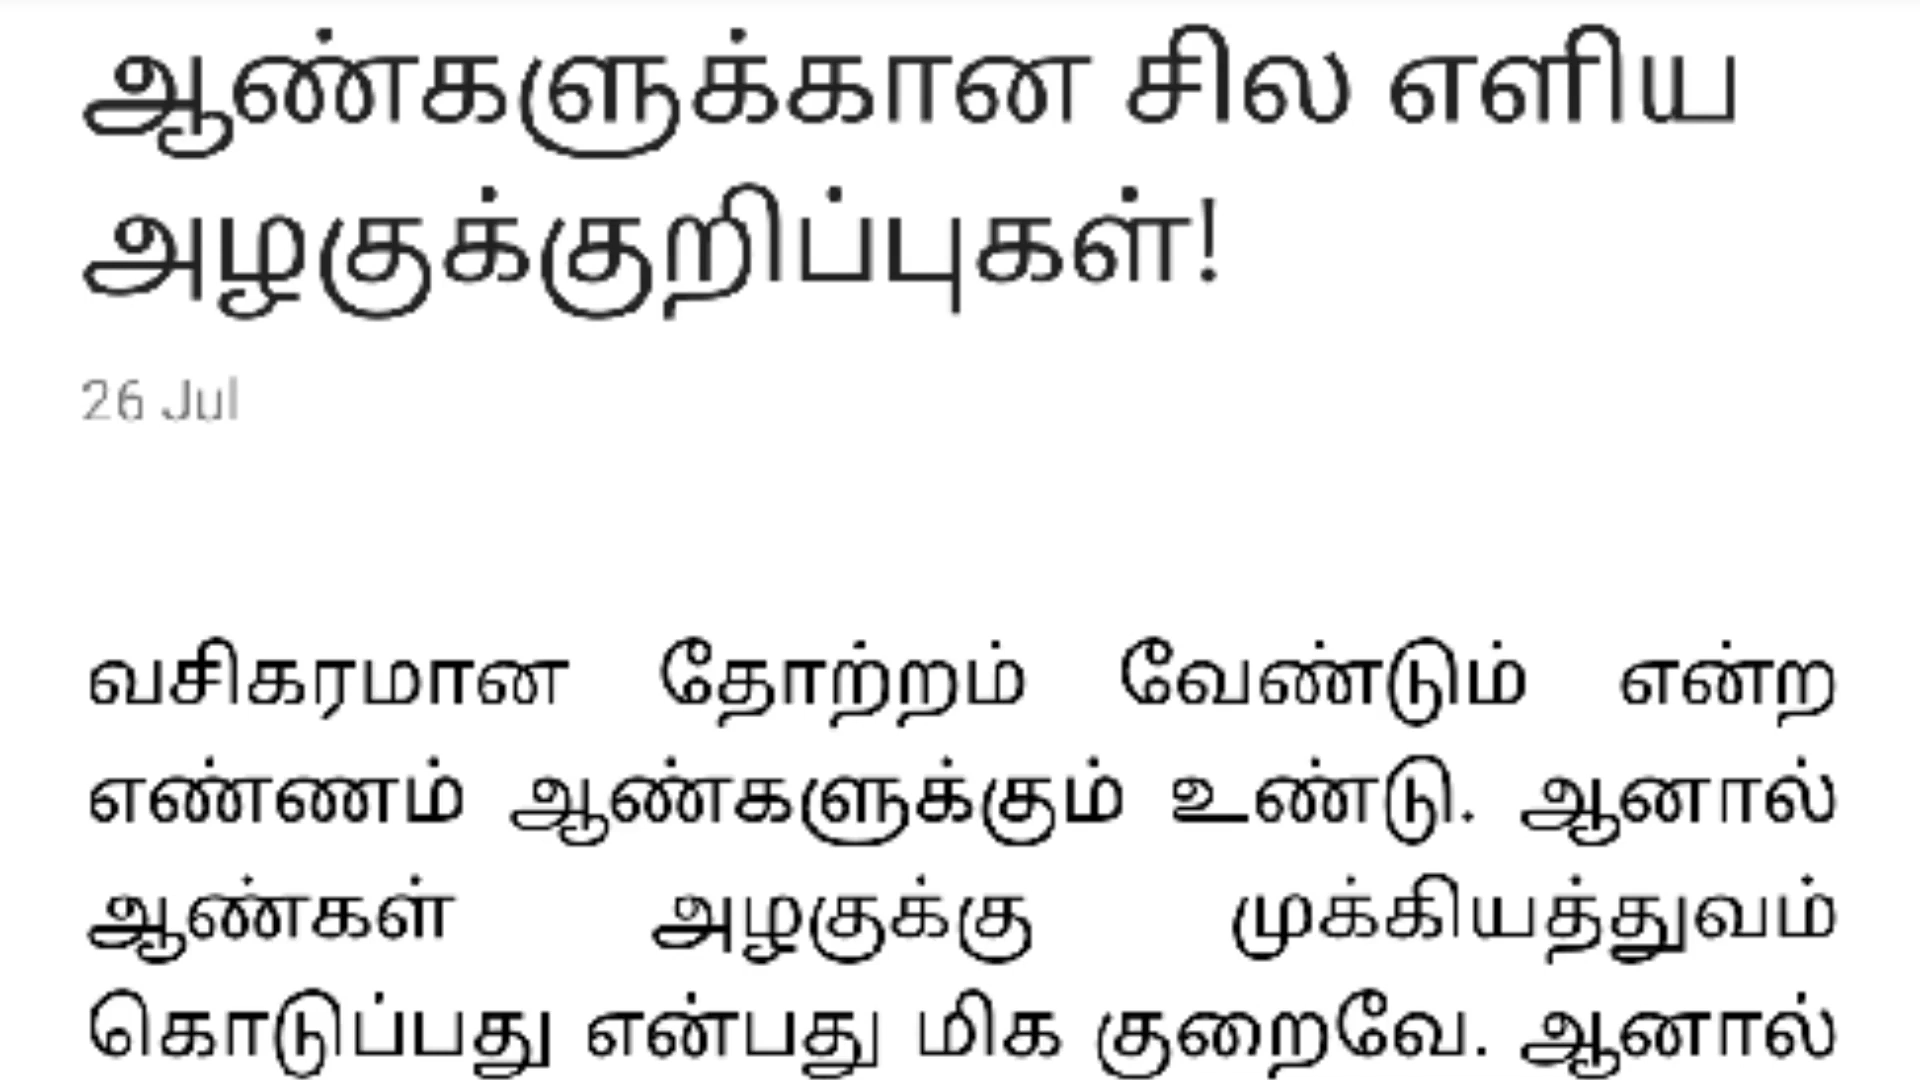 ஆண்களுக்கான சில எளிய
அழகுக்குறிப்புகள்!
26 Jul
வசிகரமான தோற்றம் வேண்டும் என்ற
எண்ணம் ஆண்களுக்கும் உண்டு. ஆனால்
ஆண்கள் அழகுக்கு முக்கியத்துவம்
கொடுப்பது என்பது மிக குறைவே. ஆனால்